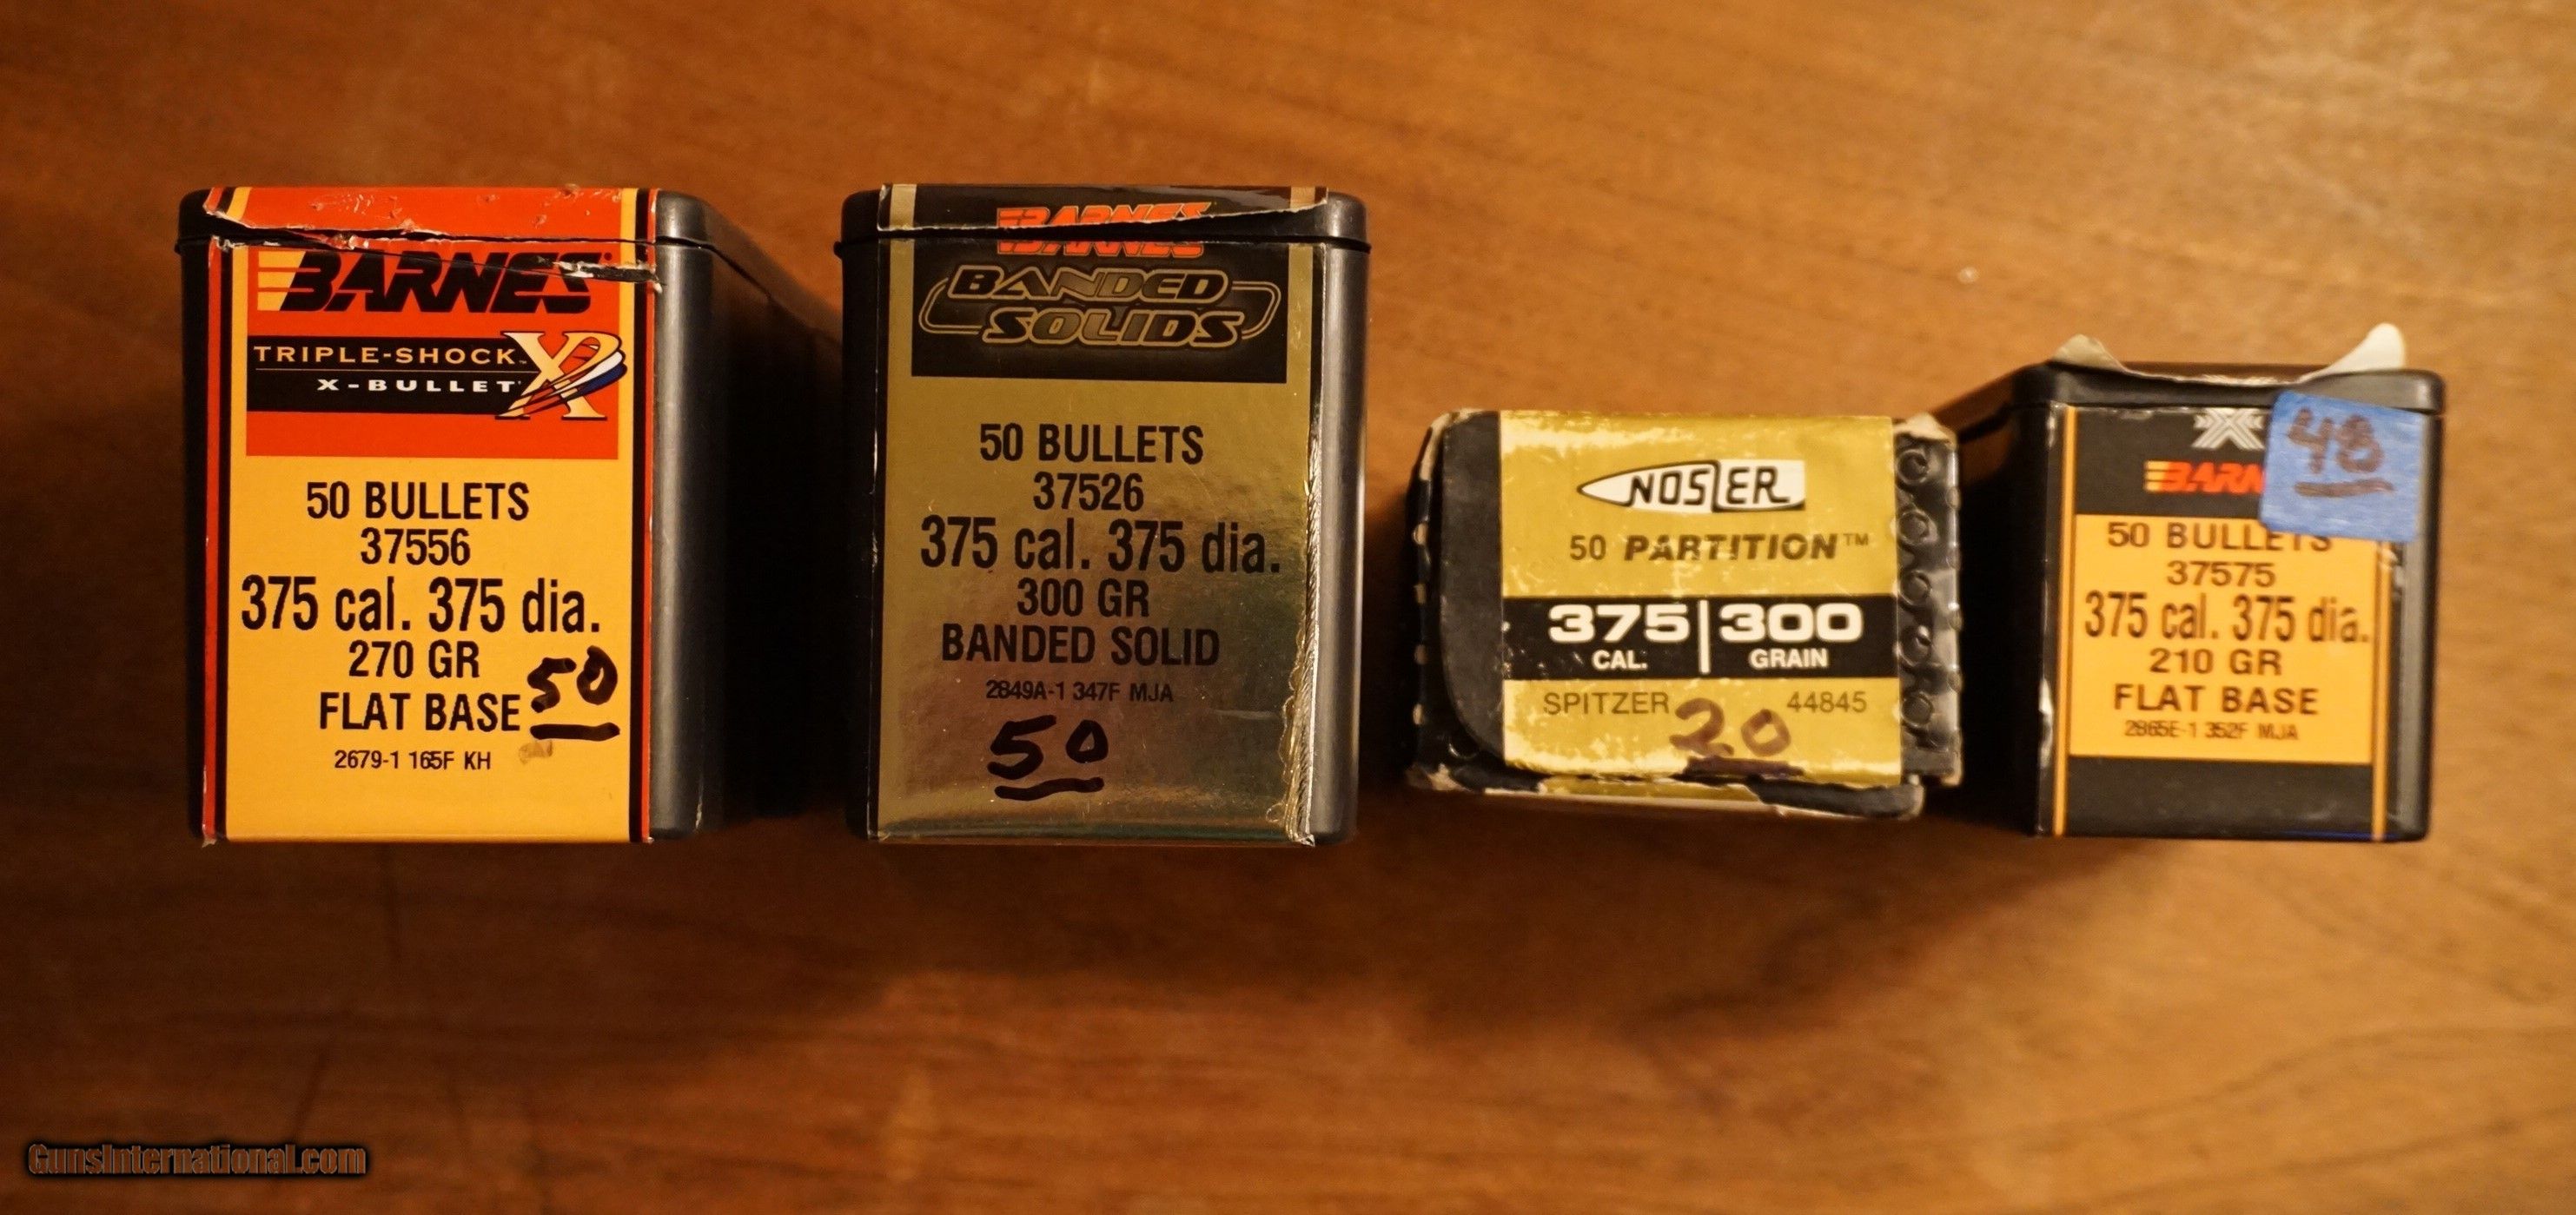 BARNES
TRIPLE-SHOCK™
X-BULLET
50 BULLETS
37556
375 cal. 375 dia.
270 GR
FLAT BASE
50
2679-1 165F KH
BARNES
BANDED
SOLIDS
50 BULLETS
37526
375 cal. 375 dia.
300 GR
BANDED SOLID
2849A-1 347F MJA
50
NOSLER
50 PARTITION™
375 | 300
CAL. GRAIN
SPITZER 44845
20
X
48
BARN
50 BULLETS
37575
375 cal. 375 dia.
210 GR
FLAT BASE
2865E-1 352F MJA
GunsInternational.com